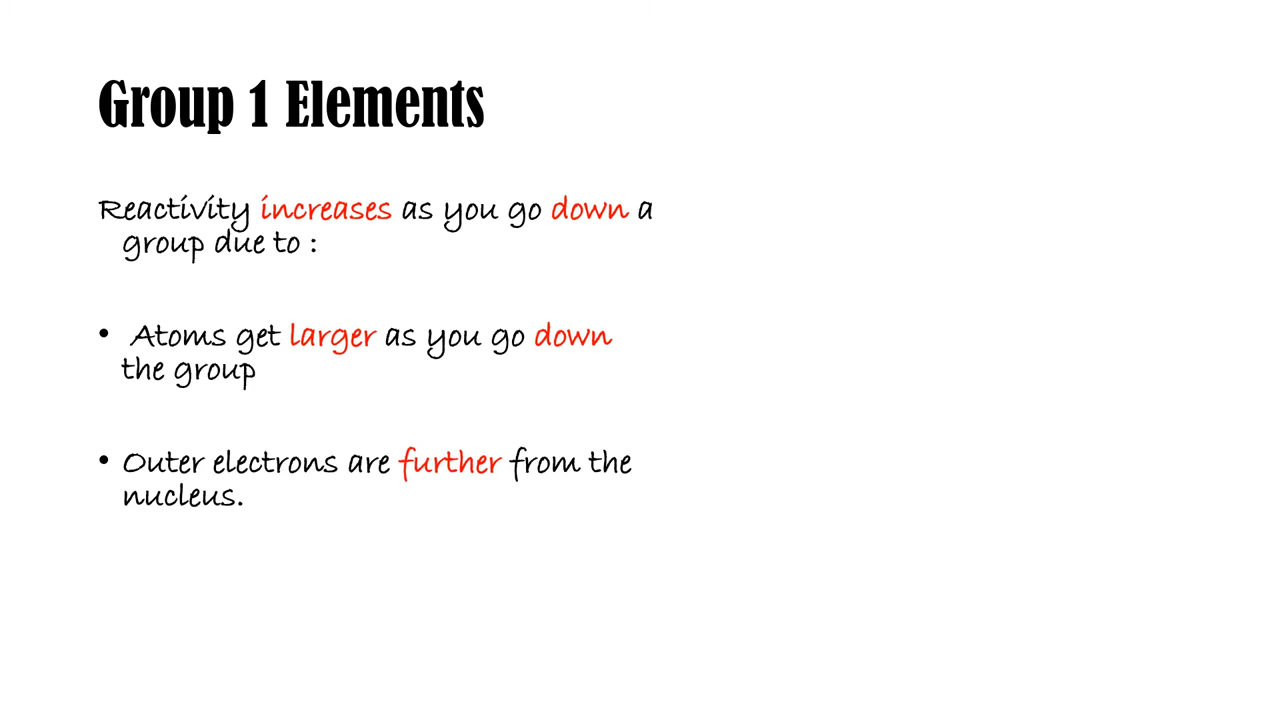 Group 1 Elements
Reactivity increases as you go down a
group due to :
• Atoms get larger as you go down
the group
• Outer electrons are further from the
nucleus.